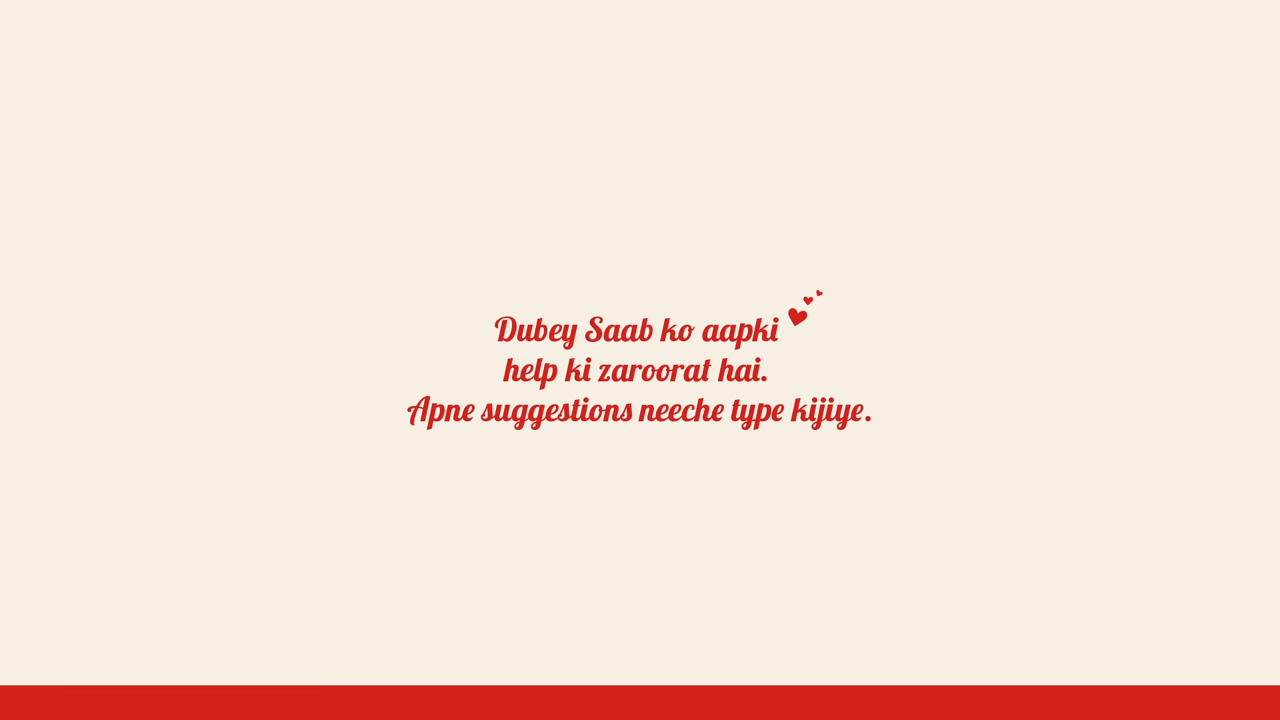 Dubey Saab ko aapki
help ki zaroorat hai.
Apne suggestions neeche type kijiye.